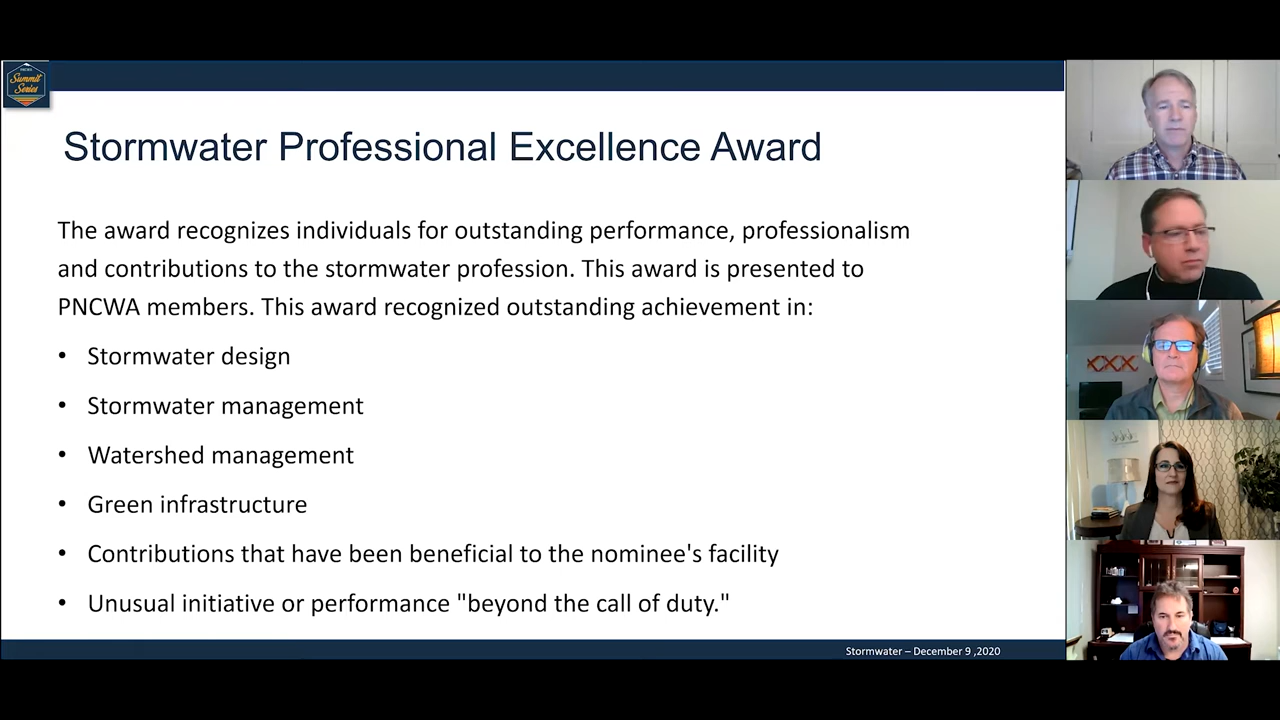 PNCWA
Summit
Series
Stormwater Professional Excellence Award
The award recognizes individuals for outstanding performance, professionalism
and contributions to the stormwater profession. This award is presented to
PNCWA members. This award recognized outstanding achievement in:
• Stormwater design
• Stormwater management
• Watershed management
• Green infrastructure
• Contributions that have been beneficial to the nominee's facility
• Unusual initiative or performance "beyond the call of duty."
Stormwater – December 9 ,2020